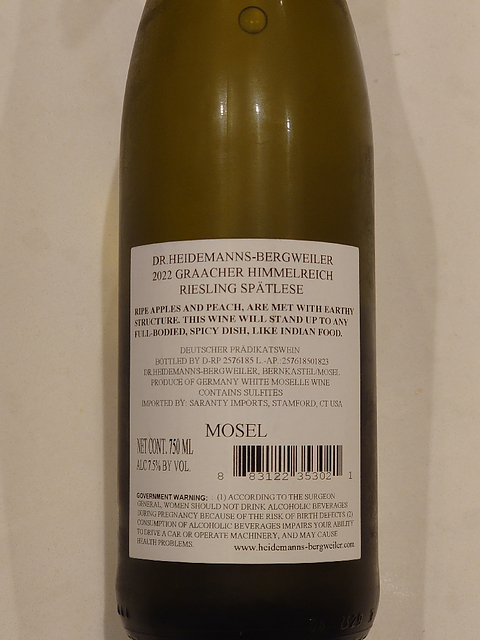 DR.HEIDEMANNS-BERGWEILER
2022 GRAACHER HIMMELREICH
RIESLING SPÄTLESE
RIPE APPLES AND PEACH, ARE MET WITH EARTHY
STRUCTURE. THIS WINE WILL STAND UP TO ANY
FULL-BODIED, SPICY DISH, LIKE INDIAN FOOD.
DEUTSCHER PRÄDIKATSWEIN
BOTTLED BY D-RP 2576185 L.-AP.:257618501823
DR.HEIDEMANNS-BERGWEILER, BERNKASTEL/MOSEL
PRODUCE OF GERMANY WHITE MOSELLE WINE
CONTAINS SULFITES
IMPORTED BY: SARANTY IMPORTS, STAMFORD, CT USA
MOSEL
NET CONT. 750 ML
ALC 7.5% BY VOL.
8 83122 35302 1
GOVERNMENT WARNING: (1) ACCORDING TO THE SURGEON
GENERAL, WOMEN SHOULD NOT DRINK ALCOHOLIC BEVERAGES
DURING PREGNANCY BECAUSE OF THE RISK OF BIRTH DEFECTS. (2)
CONSUMPTION OF ALCOHOLIC BEVERAGES IMPAIRS YOUR ABILITY
TO DRIVE A CAR OR OPERATE MACHINERY, AND MAY CAUSE
HEALTH PROBLEMS.
www.heidemanns-bergweiler.com